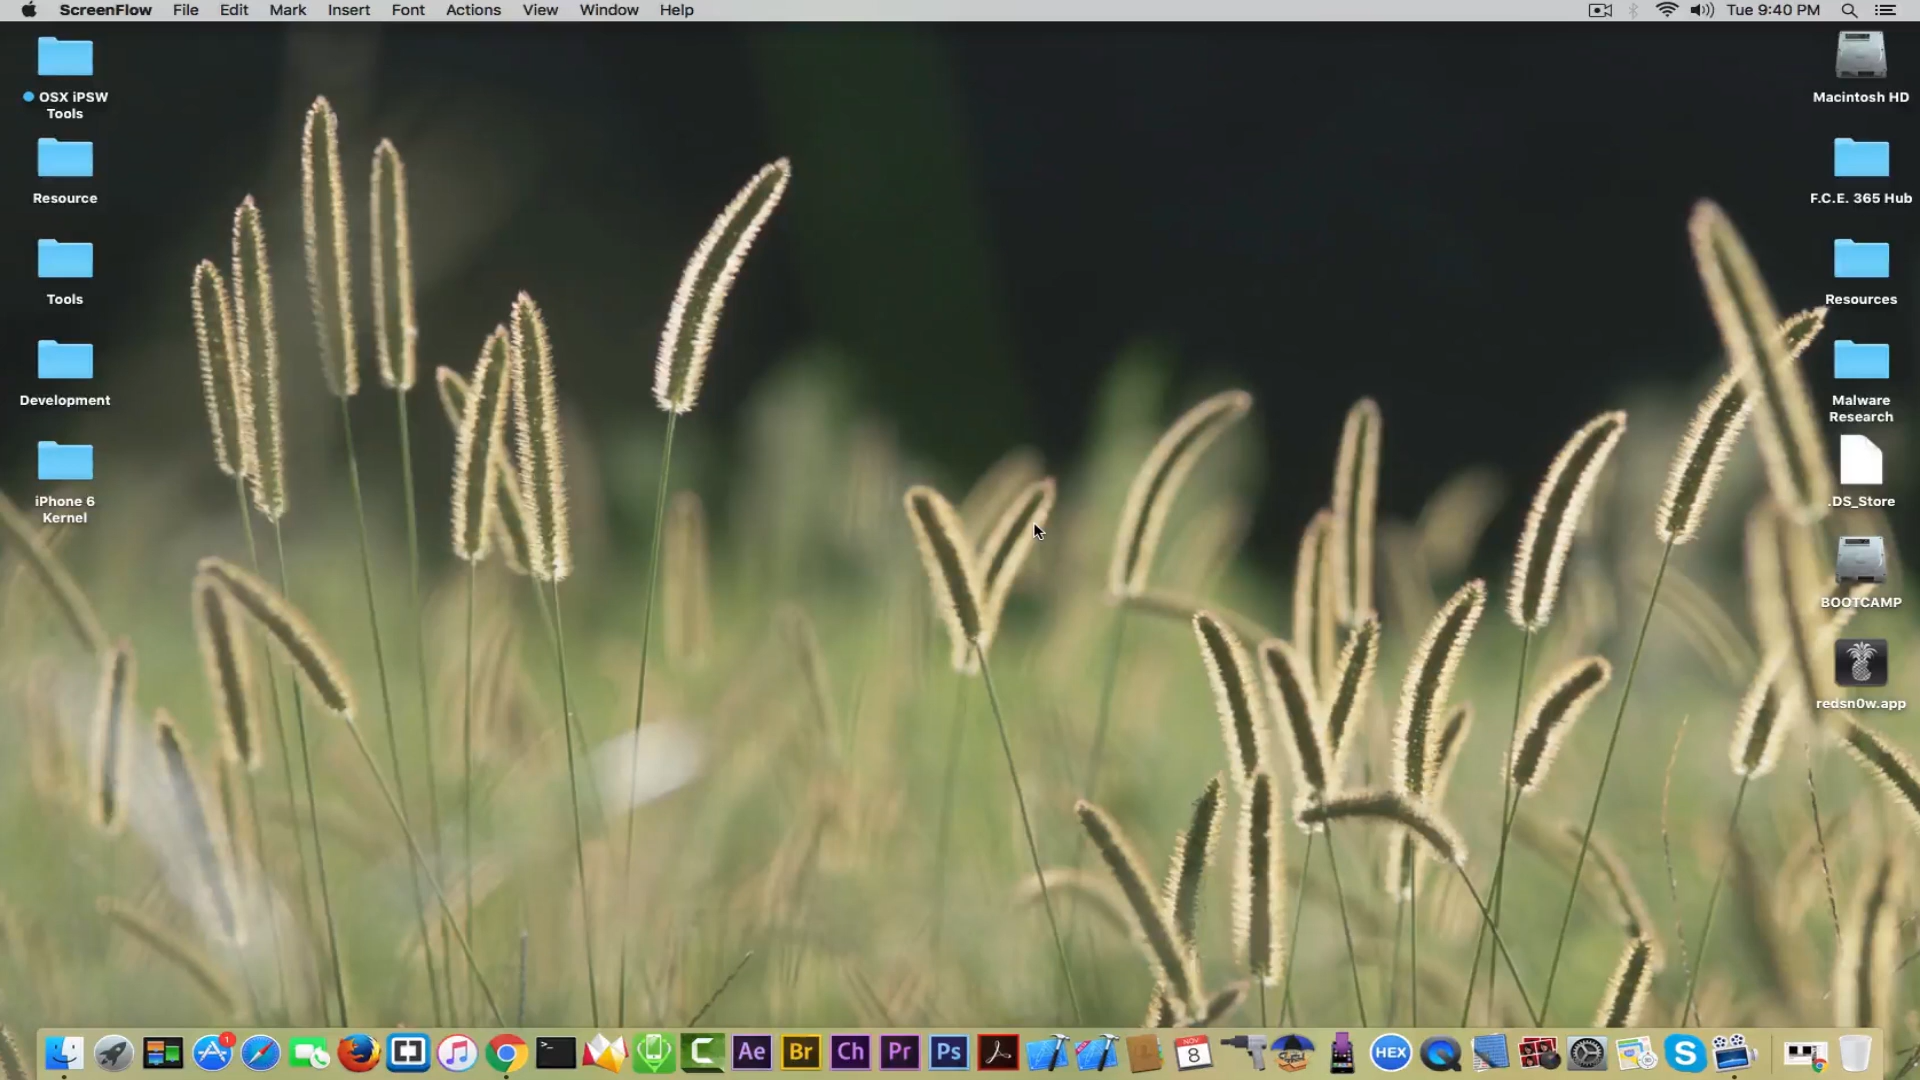 ScreenFlow File Edit Mark Insert Font Actions View Window Help Tue 9:40 PM
OSX iPSW
Tools
Resource
Tools
Development
iPhone 6
Kernel
Macintosh HD
F.C.E. 365 Hub
Resources
Malware
Research
.DS_Store
BOOTCAMP
redsn0w.app
1
>_
C
Ae
Br
Ch
Pr
Ps
NOV
8
HEX
S